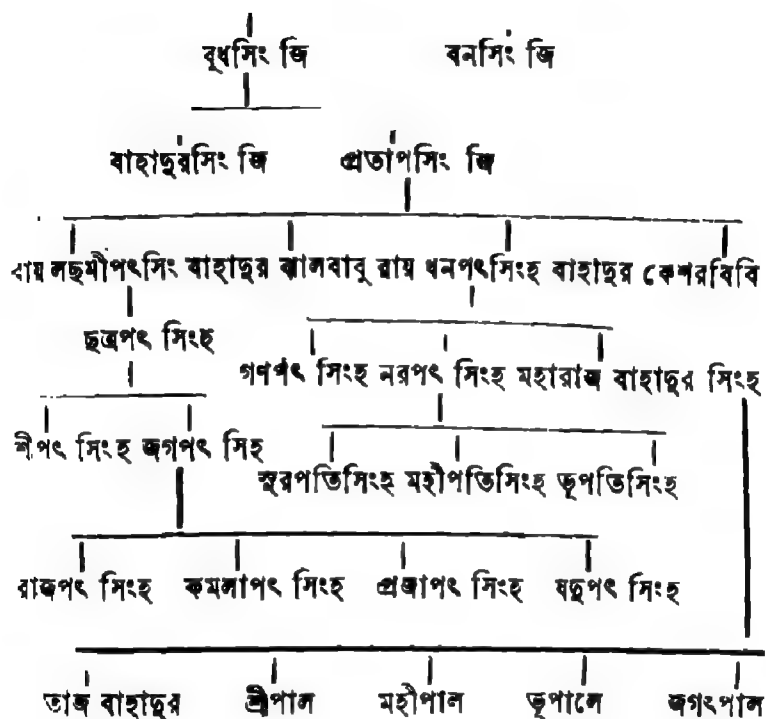 বুধসিং জি বনসিং জি
বাহাদুরসিং জি প্রতাপসিং জি
রায় লছমীপৎসিং বাহাদুর ঝালবাবু রায় ধনপৎসিংহ বাহাদুর কেশরবিবি
ছত্রপৎ সিংহ
গণপৎ সিংহ নরপৎ সিংহ মহারাজ বাহাদুর সিংহ
শ্রীপৎ সিংহ জগপৎ সিহ
সুরপতিসিংহ মহীপতিসিংহ ভূপতিসিংহ
রাজপৎ সিংহ কমলাপৎ সিংহ প্রজাপৎ সিংহ যদুপৎ সিংহ
তাজ বাহাদুর শ্রীপাল মহীপাল ভূপালে জগৎপাল